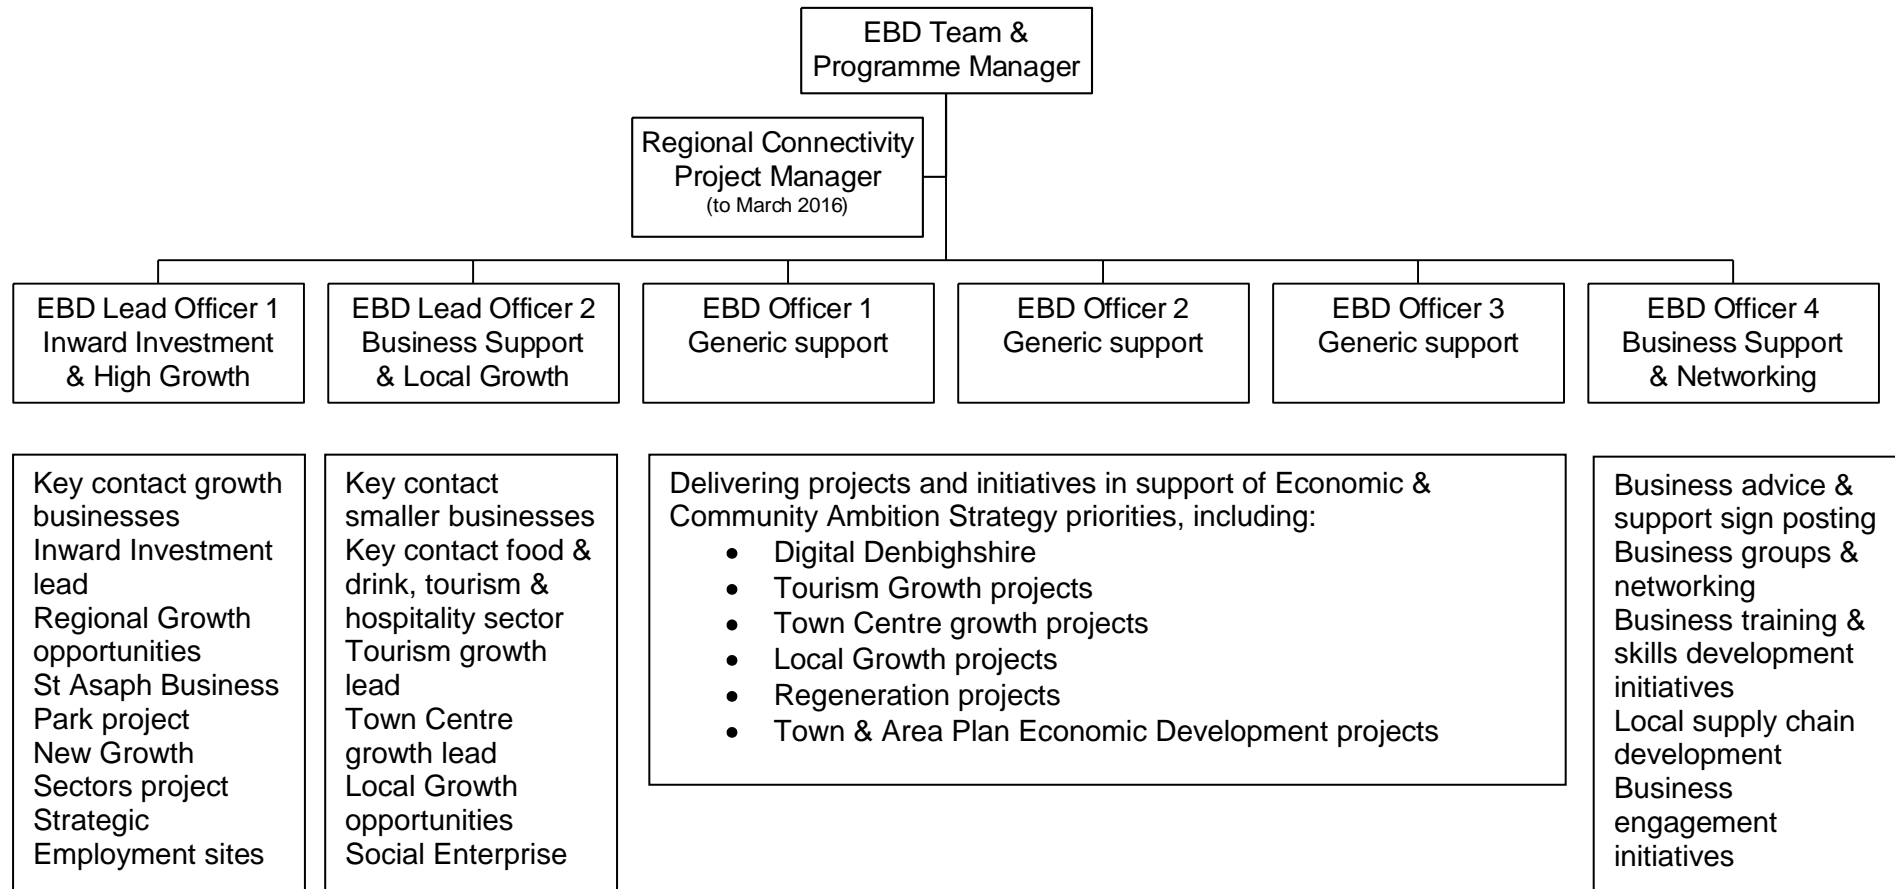 EBD Team &
Programme Manager
Regional Connectivity
Project Manager
(to March 2016)
EBD Lead Officer 1
Inward Investment
& High Growth
EBD Lead Officer 2
Business Support
& Local Growth
EBD Officer 1
Generic support
EBD Officer 2
Generic support
EBD Officer 3
Generic support
EBD Officer 4
Business Support
& Networking
Key contact growth
businesses
Inward Investment
lead
Regional Growth
opportunities
St Asaph Business
Park project
New Growth
Sectors project
Strategic
Employment sites
Key contact
smaller businesses
Key contact food &
drink, tourism &
hospitality sector
Tourism growth
lead
Town Centre
growth lead
Local Growth
opportunities
Social Enterprise
Delivering projects and initiatives in support of Economic &
Community Ambition Strategy priorities, including:
• Digital Denbighshire
• Tourism Growth projects
• Town Centre growth projects
• Local Growth projects
• Regeneration projects
• Town & Area Plan Economic Development projects
Business advice &
support sign posting
Business groups &
networking
Business training &
skills development
initiatives
Local supply chain
development
Business
engagement
initiatives